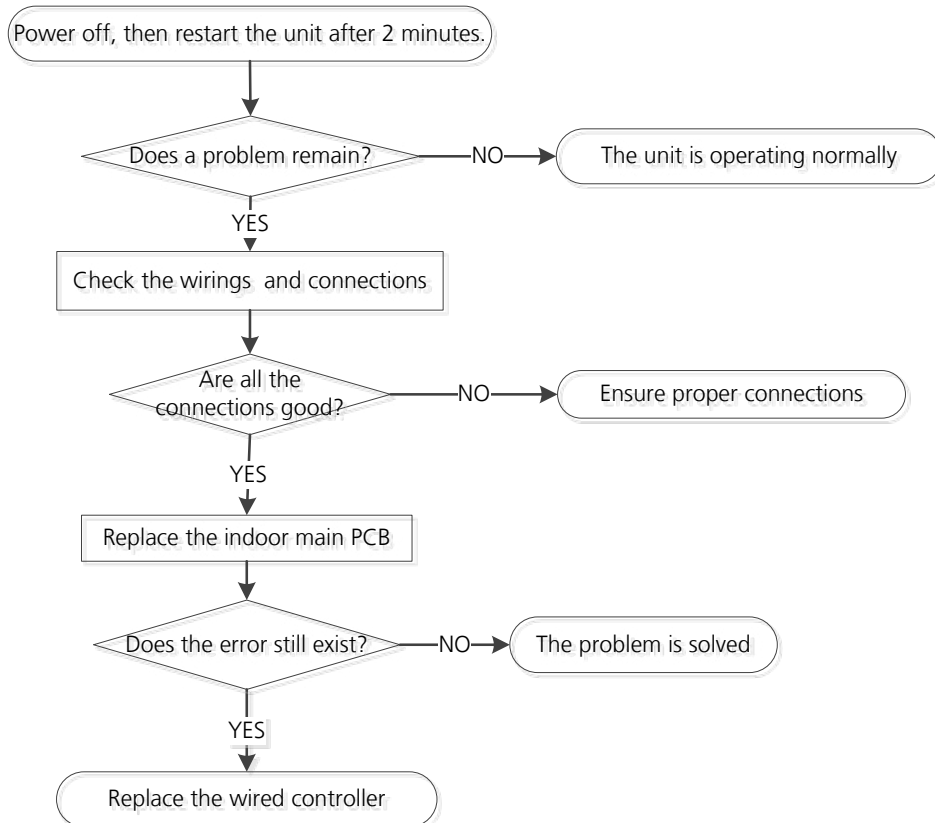 Power off, then restart the unit after 2 minutes.
Does a problem remain?
NO
The unit is operating normally
YES
Check the wirings  and connections
Are all the
connections good?
NO
Ensure proper connections
YES
Replace the indoor main PCB
Does the error still exist?
NO
The problem is solved
YES
Replace the wired controller